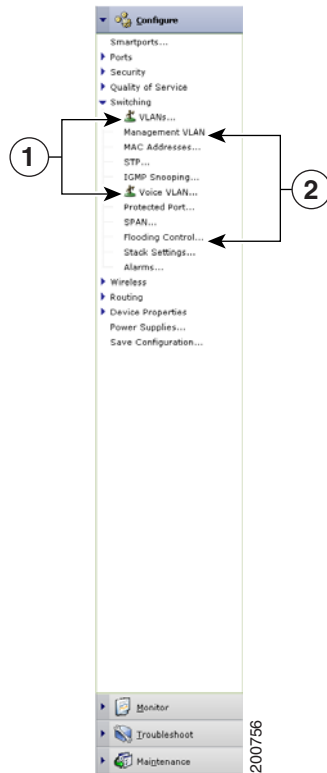 Configure
Smartports...
Ports
Security
Quality of Service
Switching
VLANs...
Management VLAN
MAC Addresses...
STP...
IGMP Snooping...
Voice VLAN...
Protected Port...
SPAN...
Flooding Control...
Stack Settings...
Alarms...
Wireless
Routing
Device Properties
Power Supplies...
Save Configuration...
1
2
Monitor
Troubleshoot
Maintenance
200756